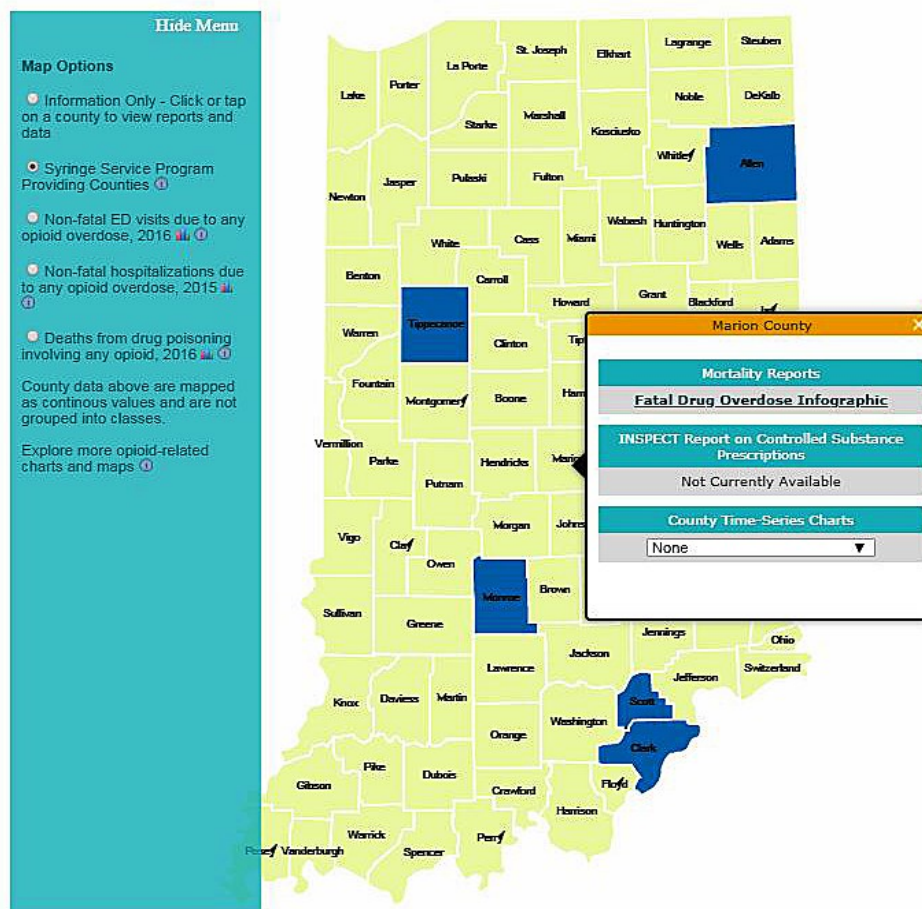 Hide Menu
Map Options
Information Only - Click or tap
on a county to view reports and
data
Syringe Service Program
Providing Counties
Non-fatal ED visits due to any
opioid overdose, 2016
Non-fatal hospitalizations due
to any opioid overdose, 2015
Deaths from drug poisoning
involving any opioid, 2016
County data above are mapped
as continous values and are not
grouped into classes.
Explore more opioid-related
charts and maps
Lake
Porter
La Porte
St. Joseph
Elkhart
Lagrange
Steuben
Noble
DeKalb
Starke
Marshall
Kosciusko
Whitley
Allen
Newton
Jasper
Pulaski
Fulton
White
Cass
Miami
Wabash
Huntington
Wells
Adams
Benton
Carroll
Howard
Grant
Blackford
Tippecanoe
Warren
Clinton
Fountain
Montgomery
Boone
Vermillion
Parke
Putnam
Hendricks
Marion County
Mortality Reports
Fatal Drug Overdose Infographic
INSPECT Report on Controlled Substance
Prescriptions
Not Currently Available
County Time-Series Charts
None
Vigo
Clay
Owen
Morgan
Monroe
Brown
Sullivan
Greene
Jackson
Jennings
Ohio
Switzerland
Jefferson
Lawrence
Knox
Daviess
Martin
Scott
Washington
Orange
Clark
Gibson
Pike
Dubois
Crawford
Floyd
Harrison
Posey
Vanderburgh
Warrick
Spencer
Perry